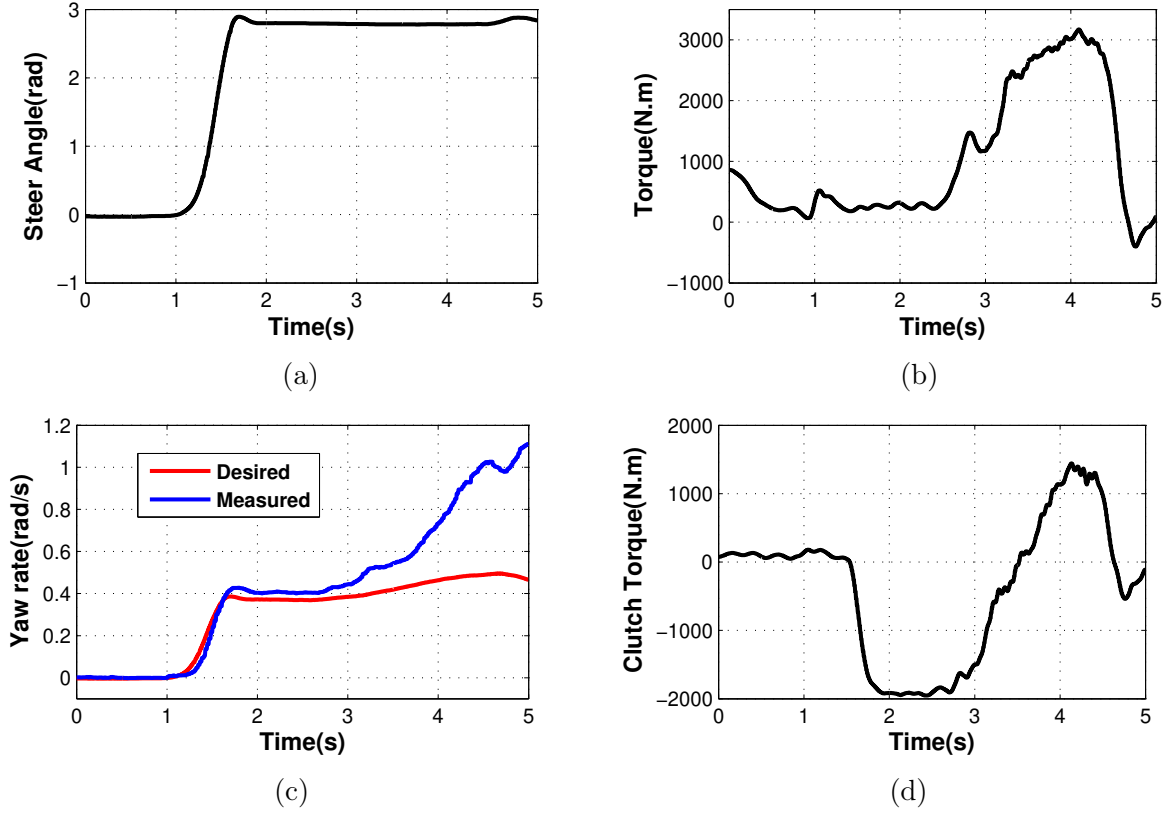 3
2
1
0
−1
Steer Angle(rad)
0 1 2 3 4 5
Time(s)
(a)
3000
2000
1000
0
−1000
Torque(N.m)
0 1 2 3 4 5
Time(s)
(b)
1.2
1
0.8
0.6
0.4
0.2
0
Yaw rate(rad/s)
Desired
Measured
0 1 2 3 4 5
Time(s)
(c)
2000
1000
0
−1000
−2000
Clutch Torque(N.m)
0 1 2 3 4 5
Time(s)
(d)